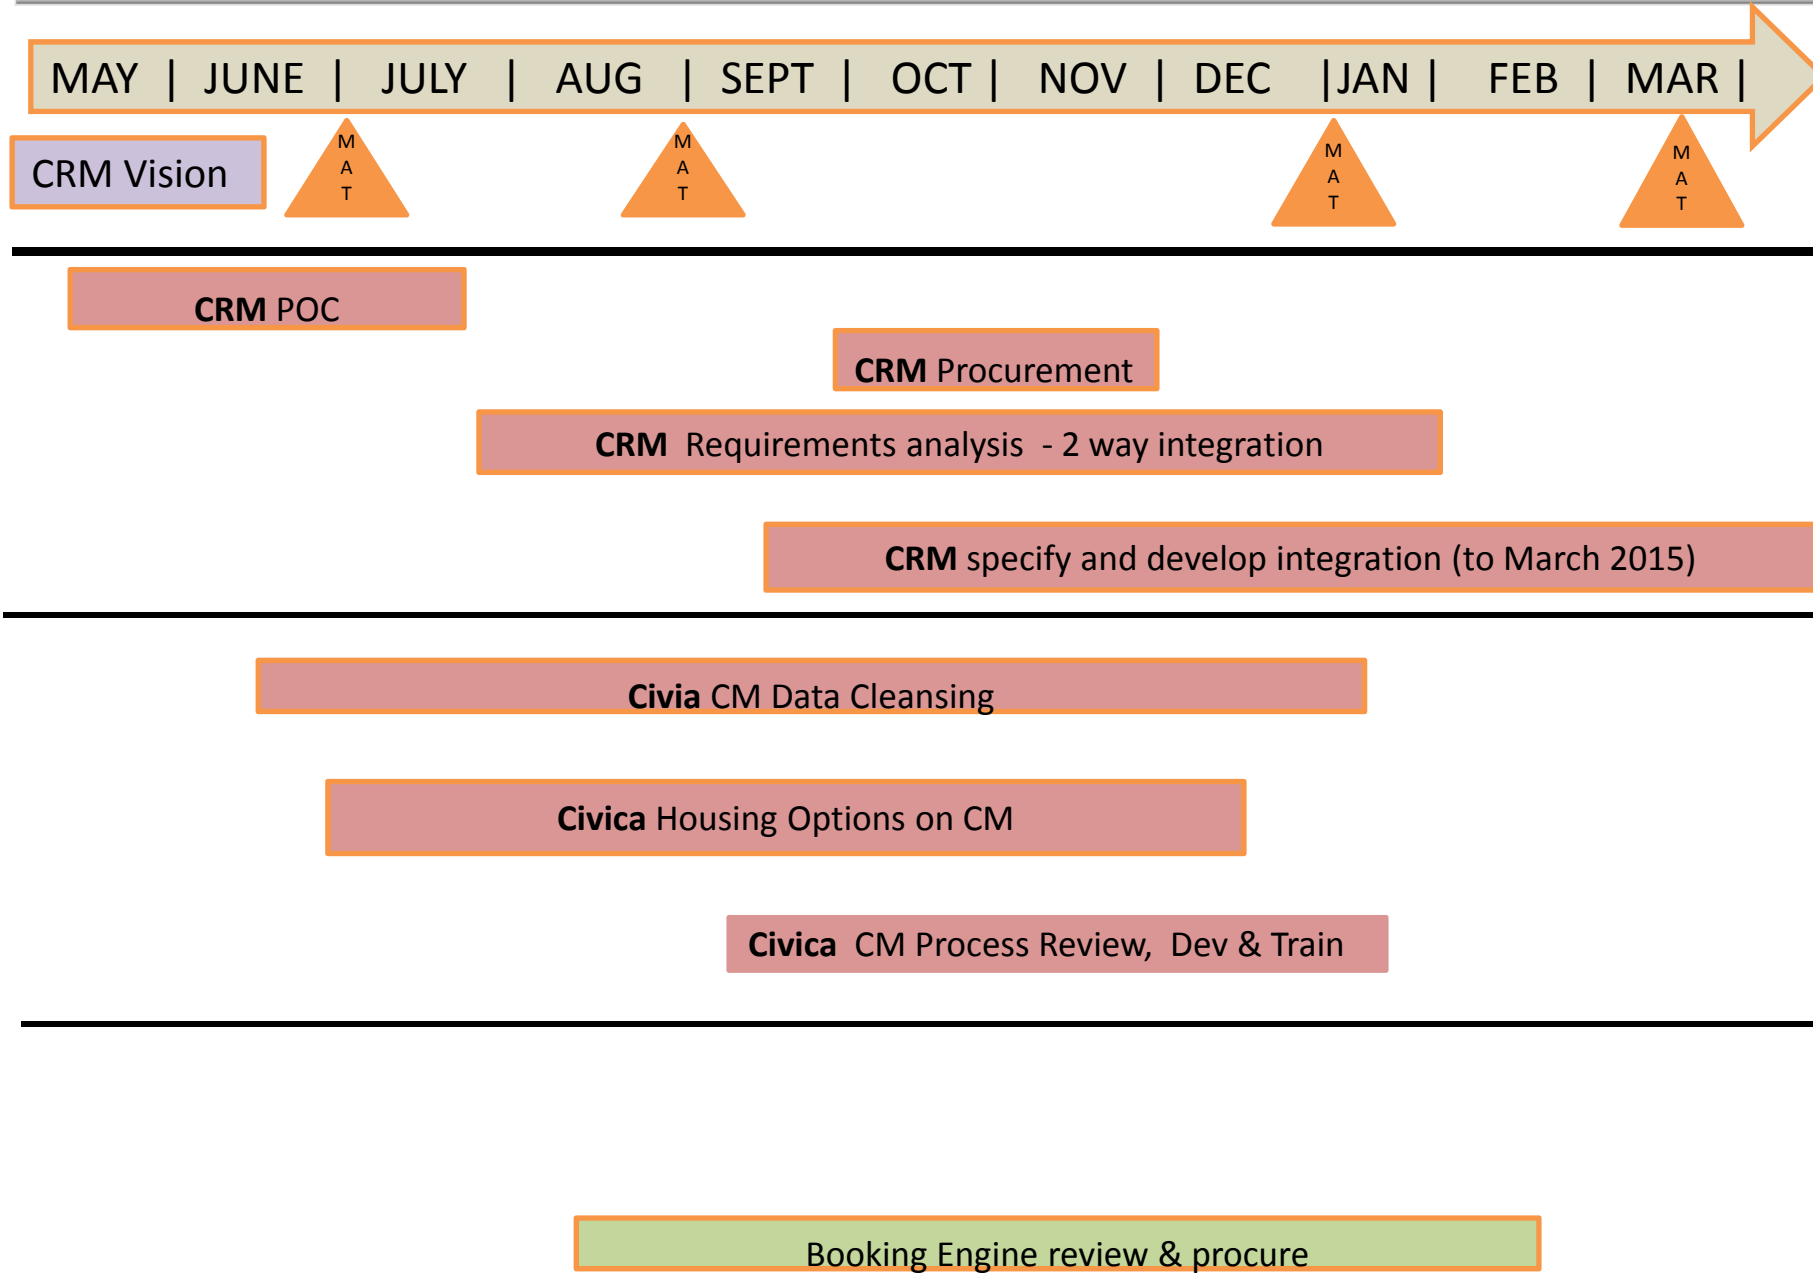 MAY | JUNE | JULY | AUG | SEPT | OCT | NOV | DEC |JAN | FEB | MAR |
CRM Vision
M
A
T
M
A
T
M
A
T
M
A
T
CRM POC
CRM Procurement
CRM Requirements analysis - 2 way integration
CRM specify and develop integration (to March 2015)
Civia CM Data Cleansing
Civica Housing Options on CM
Civica CM Process Review, Dev & Train
Booking Engine review & procure